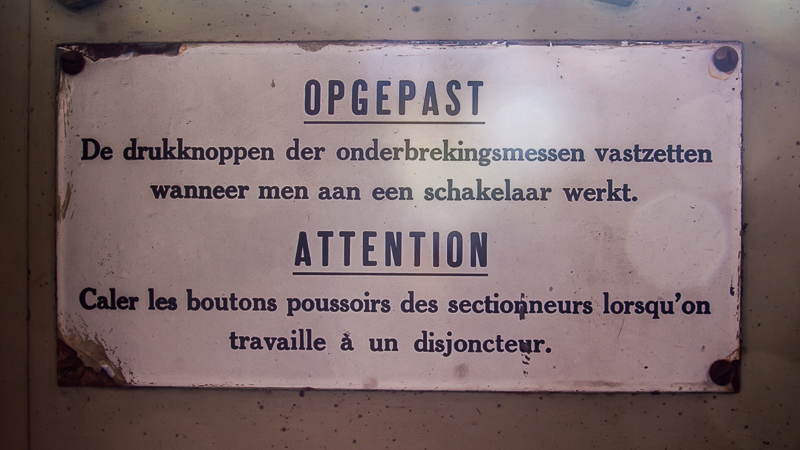 OPGEPAST
De drukknoppen der onderbrekingsmessen vastzetten
wanneer men aan een schakelaar werkt.
ATTENTION
Caler les boutons poussoirs des sectionneurs lorsqu'on
travaille à un disjoncteur.